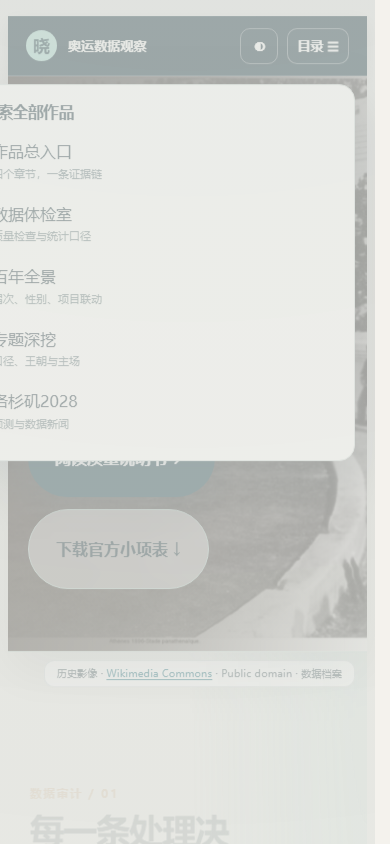 晓 奥运数据观察 目录
索全部作品
作品总入口
四个章节，一条证据链
数据体检室
质量检查与统计口径
百年全景
届次、性别、项目联动
专题深挖
口径、王朝与主场
洛杉矶2028
预测与数据新闻
下载官方小项表 ↓
历史影像 · Wikimedia Commons · Public domain · 数据档案
数据审计 / 01
每一条处理决